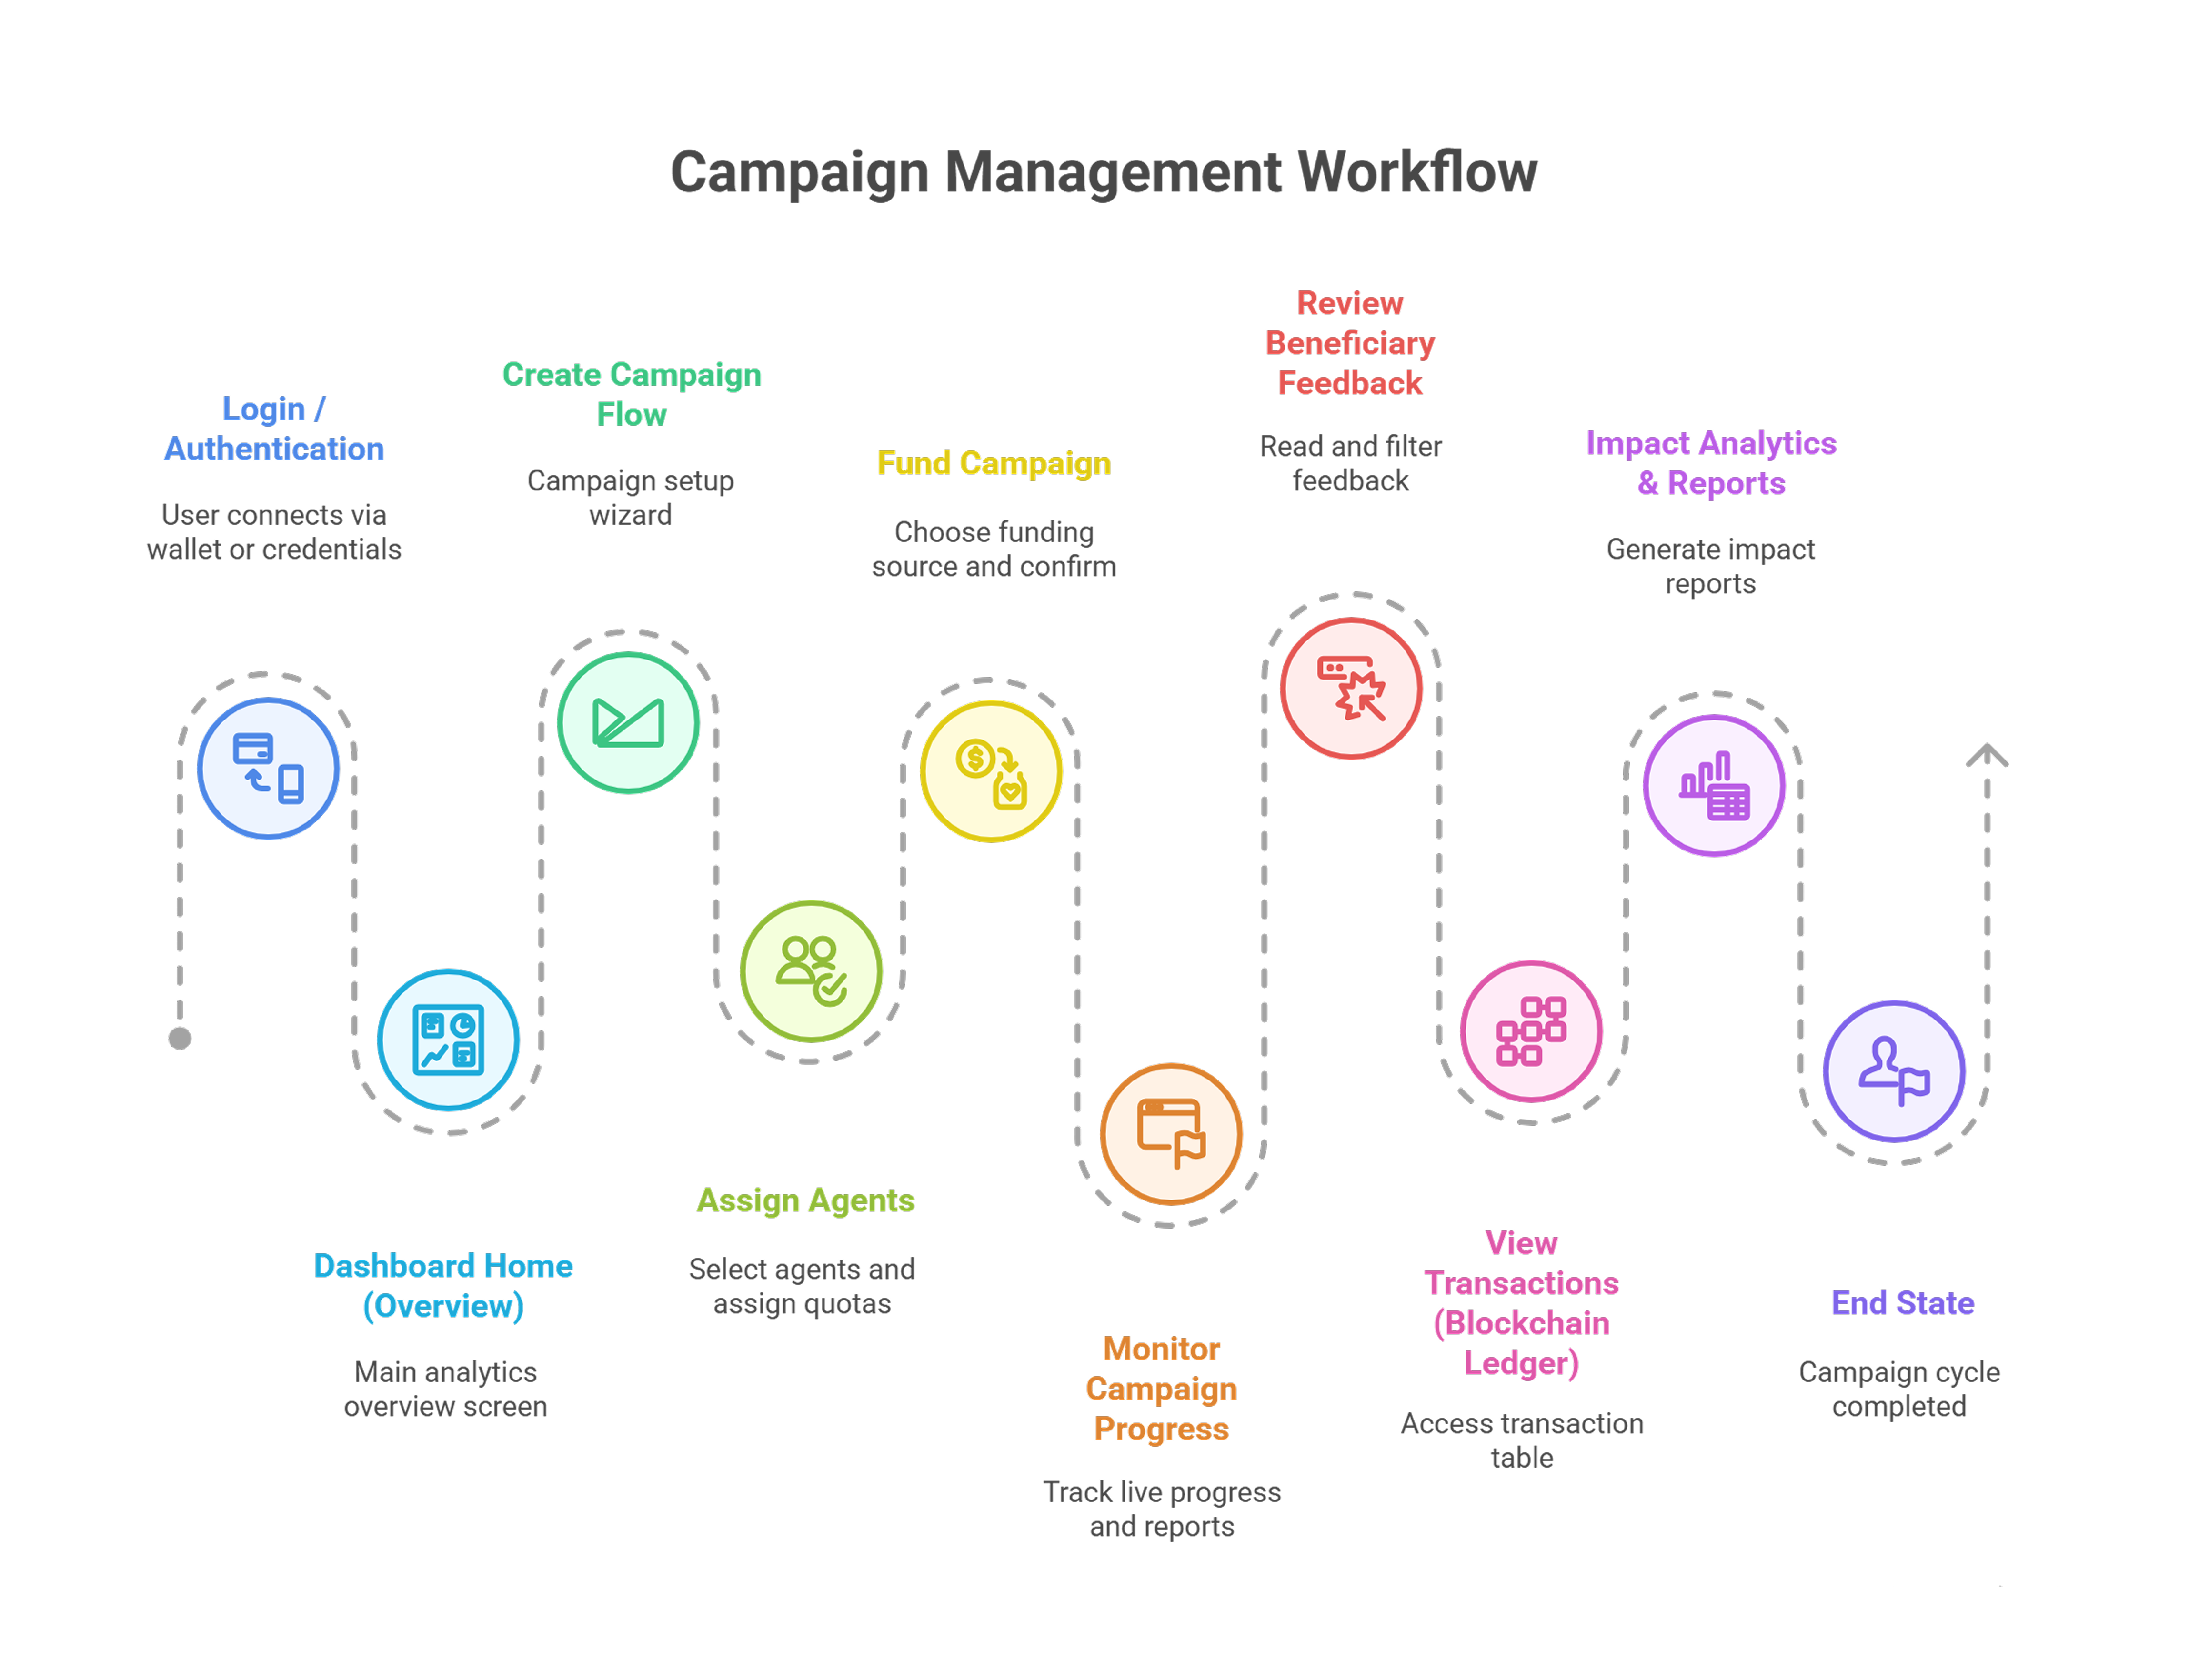 Campaign Management Workflow
Login /
Authentication
User connects via
wallet or credentials
Dashboard Home
(Overview)
Main analytics
overview screen
Create Campaign
Flow
Campaign setup
wizard
Assign Agents
Select agents and
assign quotas
Fund Campaign
Choose funding
source and confirm
Monitor
Campaign
Progress
Track live progress
and reports
Review
Beneficiary
Feedback
Read and filter
feedback
View
Transactions
(Blockchain
Ledger)
Access transaction
table
Impact Analytics
& Reports
Generate impact
reports
End State
Campaign cycle
completed